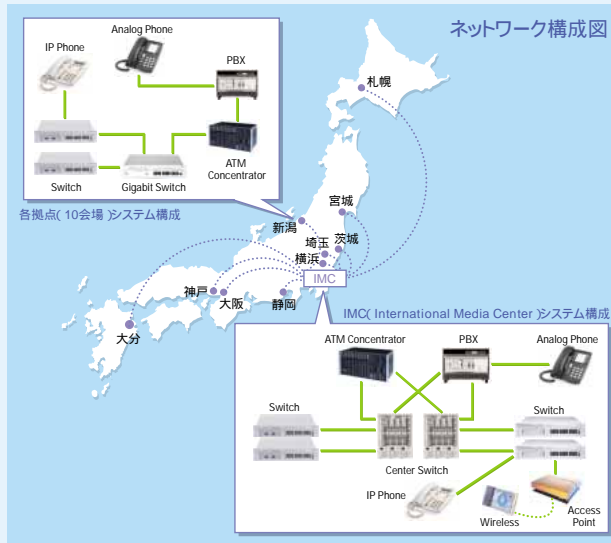 ネットワーク構成図
Analog Phone
IP Phone
PBX
Switch
Gigabit Switch
ATM
Concentrator
各拠点( 10会場 )システム構成
札幌
宮城
新潟
埼玉
茨城
横浜
IMC
神戸
大阪
静岡
大分
IMC( International Media Center )システム構成
ATM Concentrator
PBX
Analog Phone
Switch
Switch
Center Switch
IP Phone
Wireless
Access
Point